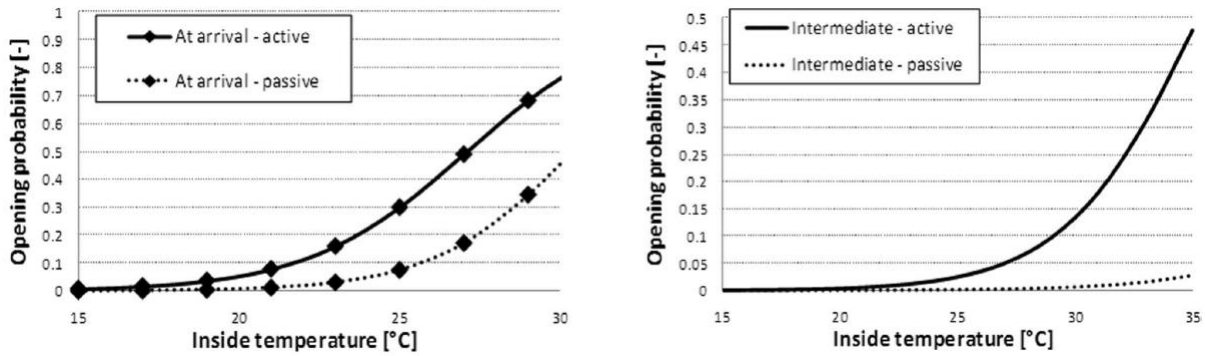 Opening probability [-]
1
0.9
0.8
0.7
0.6
0.5
0.4
0.3
0.2
0.1
0
At arrival - active
At arrival - passive
15 20 25 30
Inside temperature [°C]
Opening probability [-]
0.5
0.45
0.4
0.35
0.3
0.25
0.2
0.15
0.1
0.05
0
Intermediate - active
Intermediate - passive
15 20 25 30 35
Inside temperature [°C]